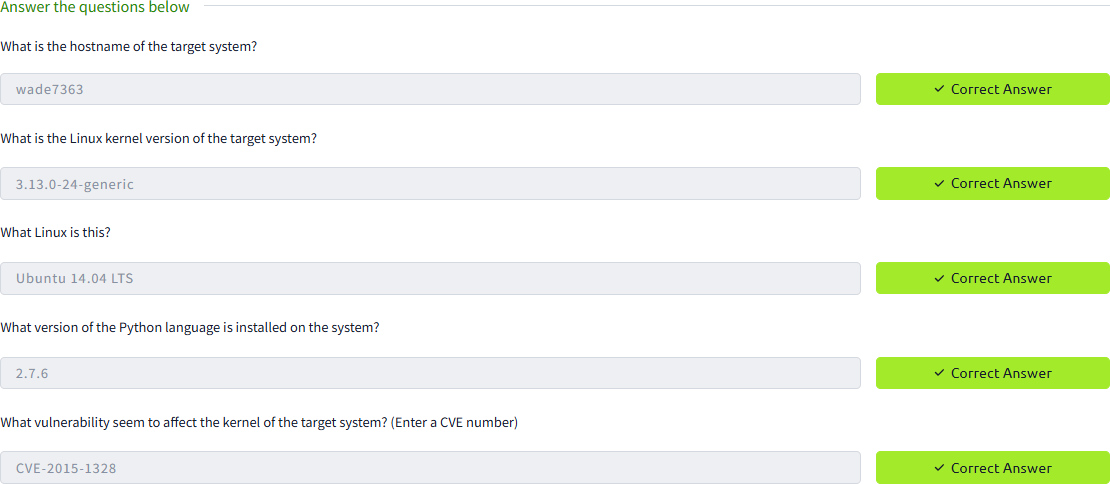 Answer the questions below
What is the hostname of the target system?
wade7363
✓ Correct Answer
What is the Linux kernel version of the target system?
3.13.0-24-generic
✓ Correct Answer
What Linux is this?
Ubuntu 14.04 LTS
✓ Correct Answer
What version of the Python language is installed on the system?
2.7.6
✓ Correct Answer
What vulnerability seem to affect the kernel of the target system? (Enter a CVE number)
CVE-2015-1328
✓ Correct Answer